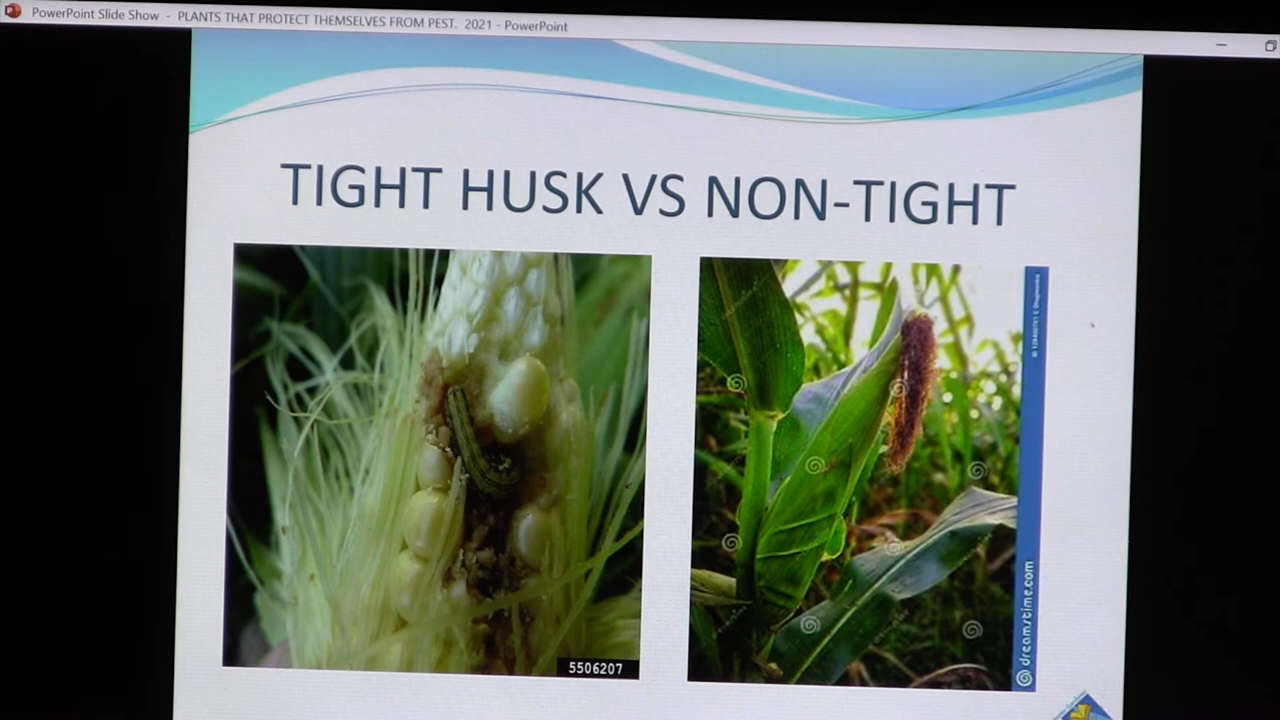 PowerPoint Slide Show - PLANTS THAT PROTECT THEMSELVES FROM PEST. 2021 - PowerPoint
TIGHT HUSK VS NON-TIGHT
5506207
dreamstime.com